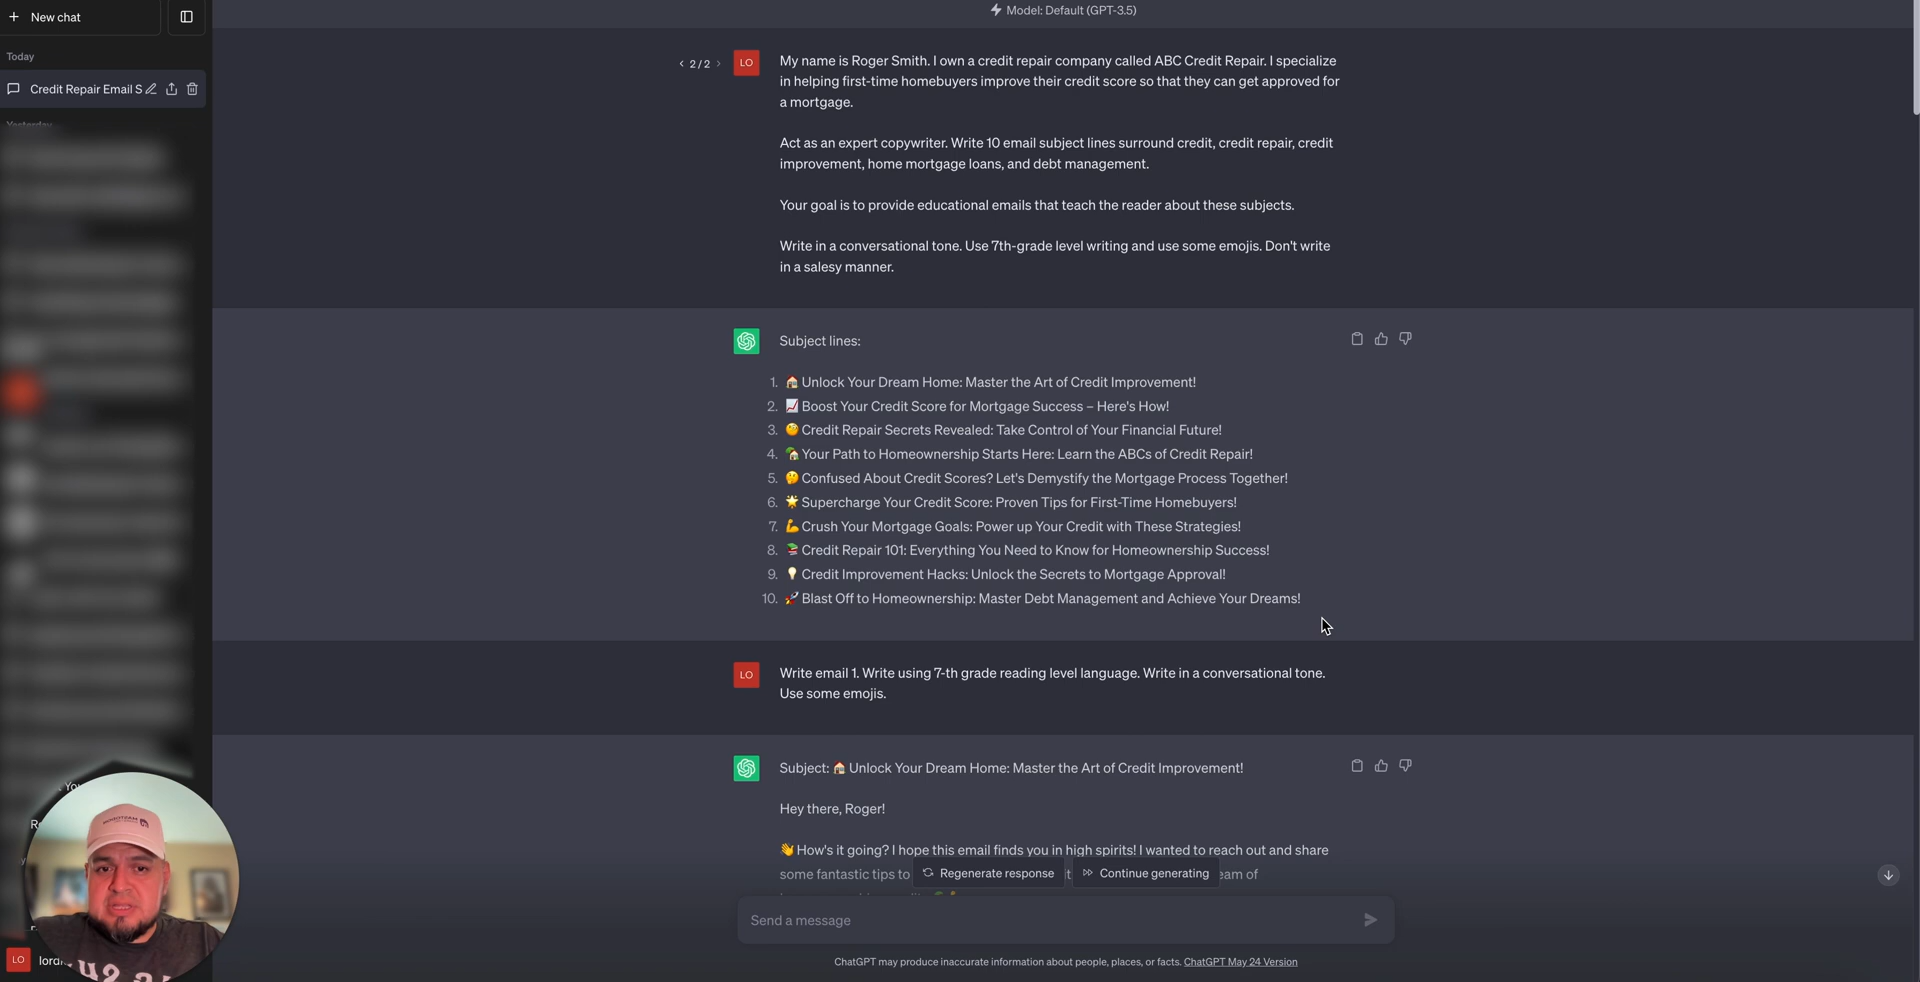 + New chat
Model: Default (GPT-3.5)
Today
Credit Repair Email S
Yesterday
< 2 / 2 >
LO
My name is Roger Smith. I own a credit repair company called ABC Credit Repair. I specialize
in helping first-time homebuyers improve their credit score so that they can get approved for
a mortgage.
Act as an expert copywriter. Write 10 email subject lines surround credit, credit repair, credit
improvement, home mortgage loans, and debt management.
Your goal is to provide educational emails that teach the reader about these subjects.
Write in a conversational tone. Use 7th-grade level writing and use some emojis. Don't write
in a salesy manner.
Subject lines:
1. 🏠 Unlock Your Dream Home: Master the Art of Credit Improvement!
2. 📈 Boost Your Credit Score for Mortgage Success – Here's How!
3. Credit Repair Secrets Revealed: Take Control of Your Financial Future!
4. 🏡 Your Path to Homeownership Starts Here: Learn the ABCs of Credit Repair!
5. 🤔 Confused About Credit Scores? Let's Demystify the Mortgage Process Together!
6. 🌟 Supercharge Your Credit Score: Proven Tips for First-Time Homebuyers!
7. 💪 Crush Your Mortgage Goals: Power up Your Credit with These Strategies!
8. 📚 Credit Repair 101: Everything You Need to Know for Homeownership Success!
9. 💡 Credit Improvement Hacks: Unlock the Secrets to Mortgage Approval!
10. 🚀 Blast Off to Homeownership: Master Debt Management and Achieve Your Dreams!
LO
Write email 1. Write using 7-th grade reading level language. Write in a conversational tone.
Use some emojis.
Subject: 🏠 Unlock Your Dream Home: Master the Art of Credit Improvement!
Hey there, Roger!
👋 How's it going? I hope this email finds you in high spirits! I wanted to reach out and share
some fantastic tips to
Regenerate response
Continue generating
Send a message
LO
ChatGPT may produce inaccurate information about people, places, or facts. ChatGPT May 24 Version